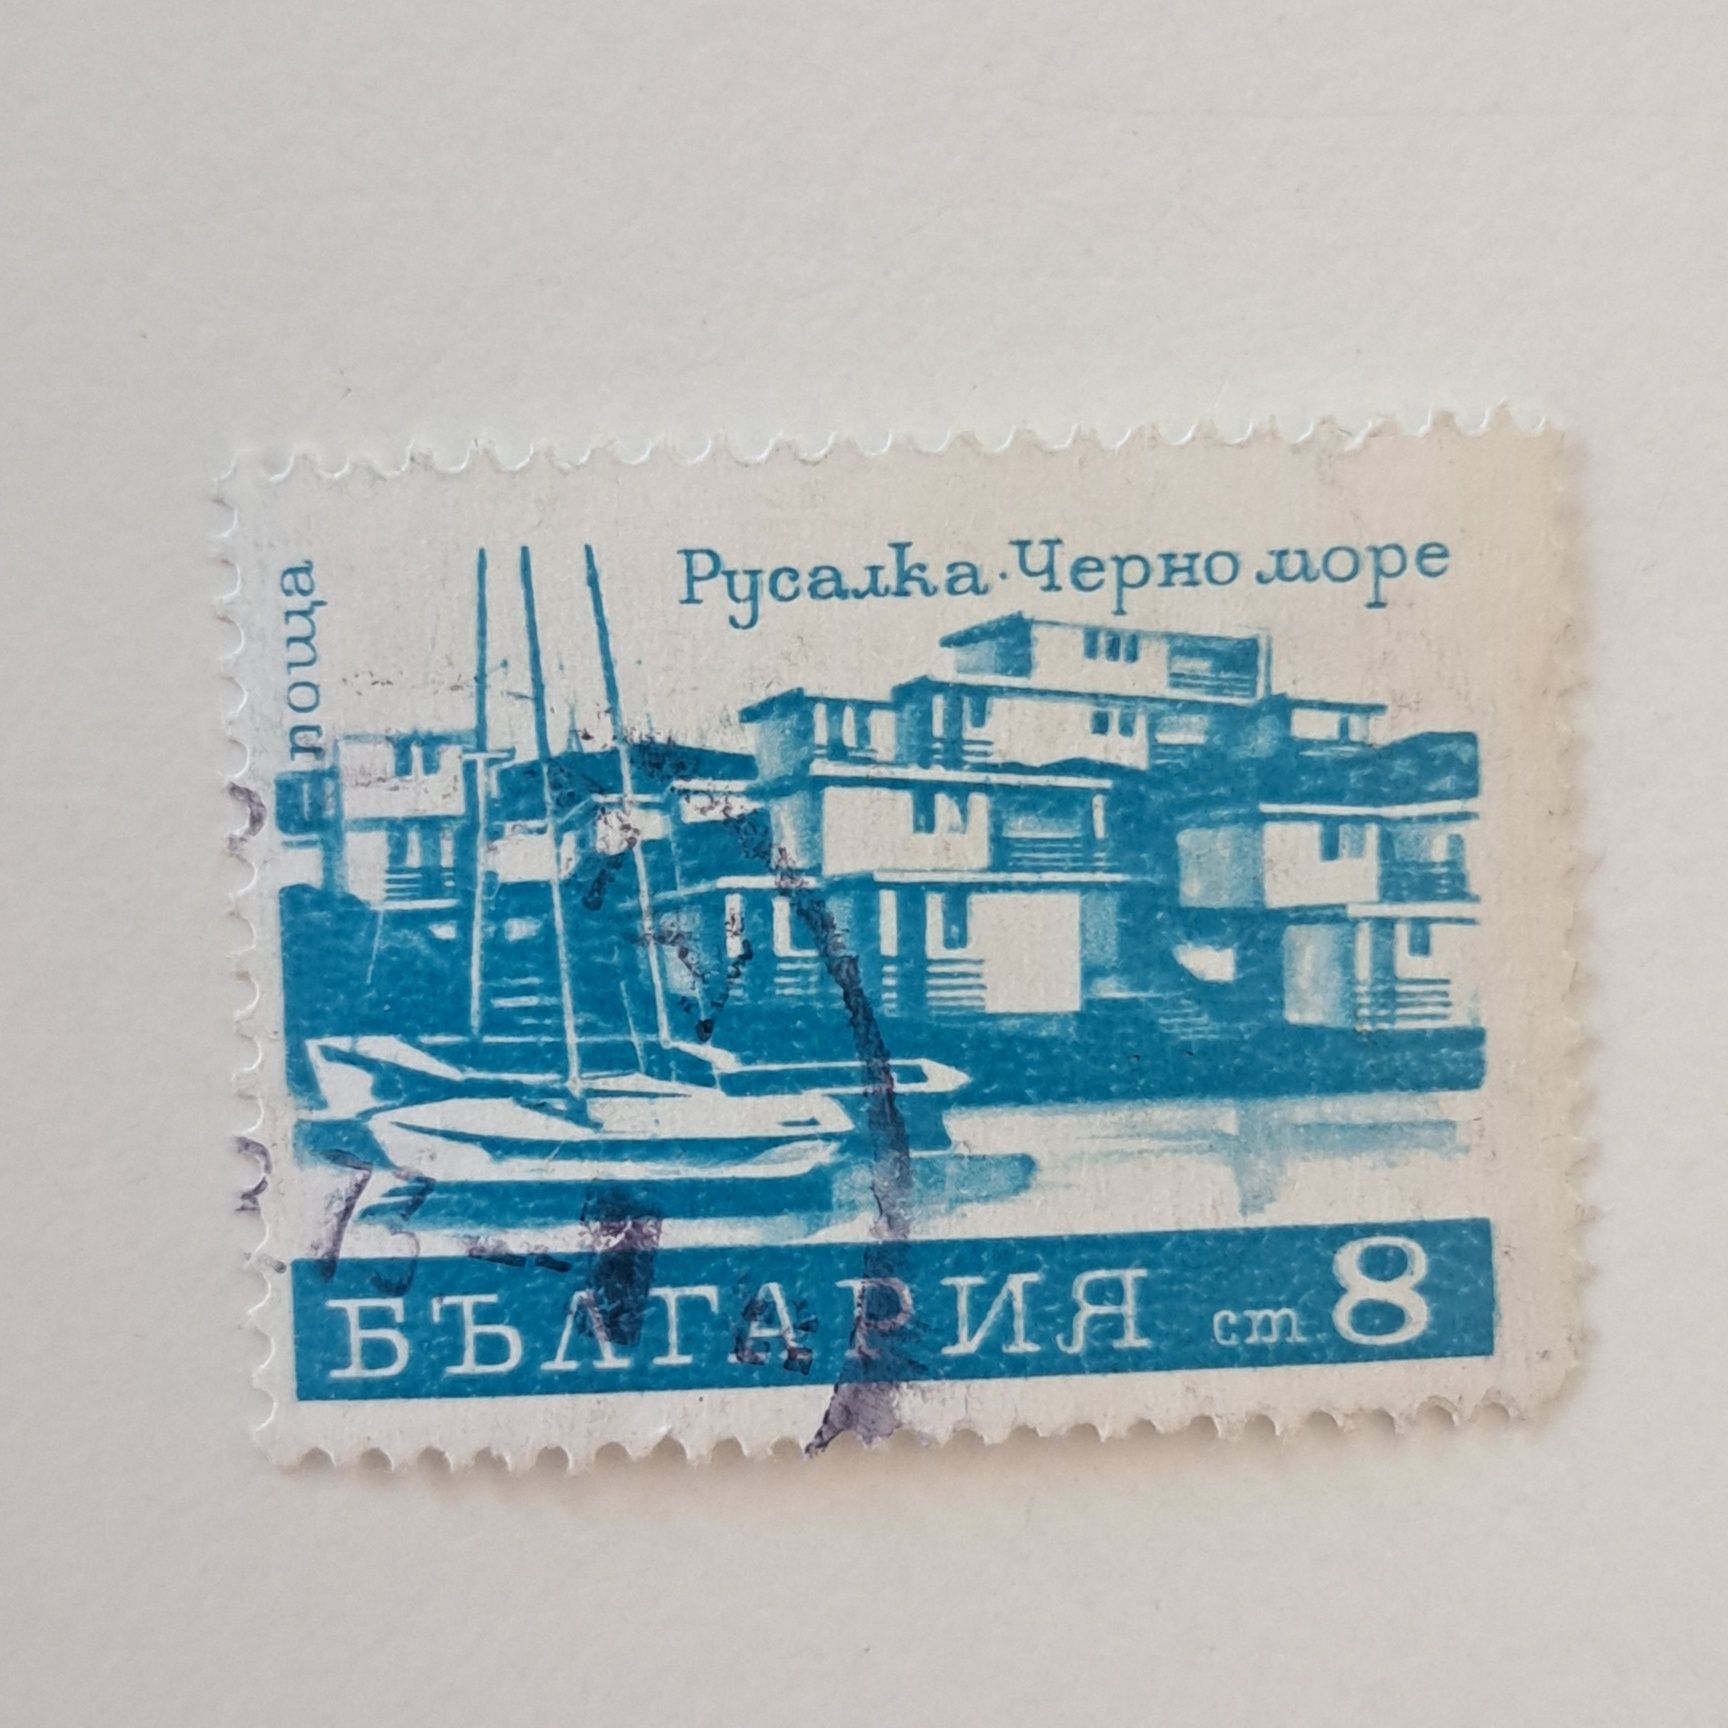 Русалка·Черно море
поща
БЪЛГАРИЯ ст 8